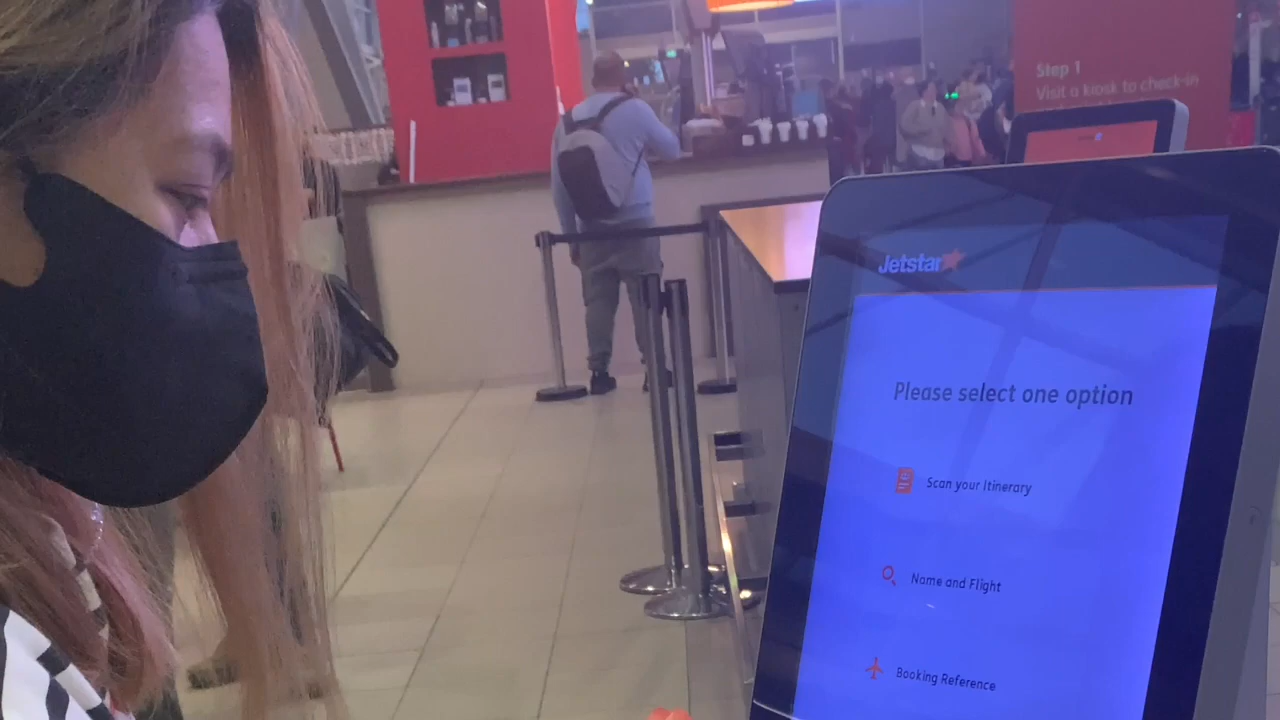 Step 1
Visit a kiosk to check-in
Jetstar
Please select one option
Scan your Itinerary
Name and Flight
Booking Reference